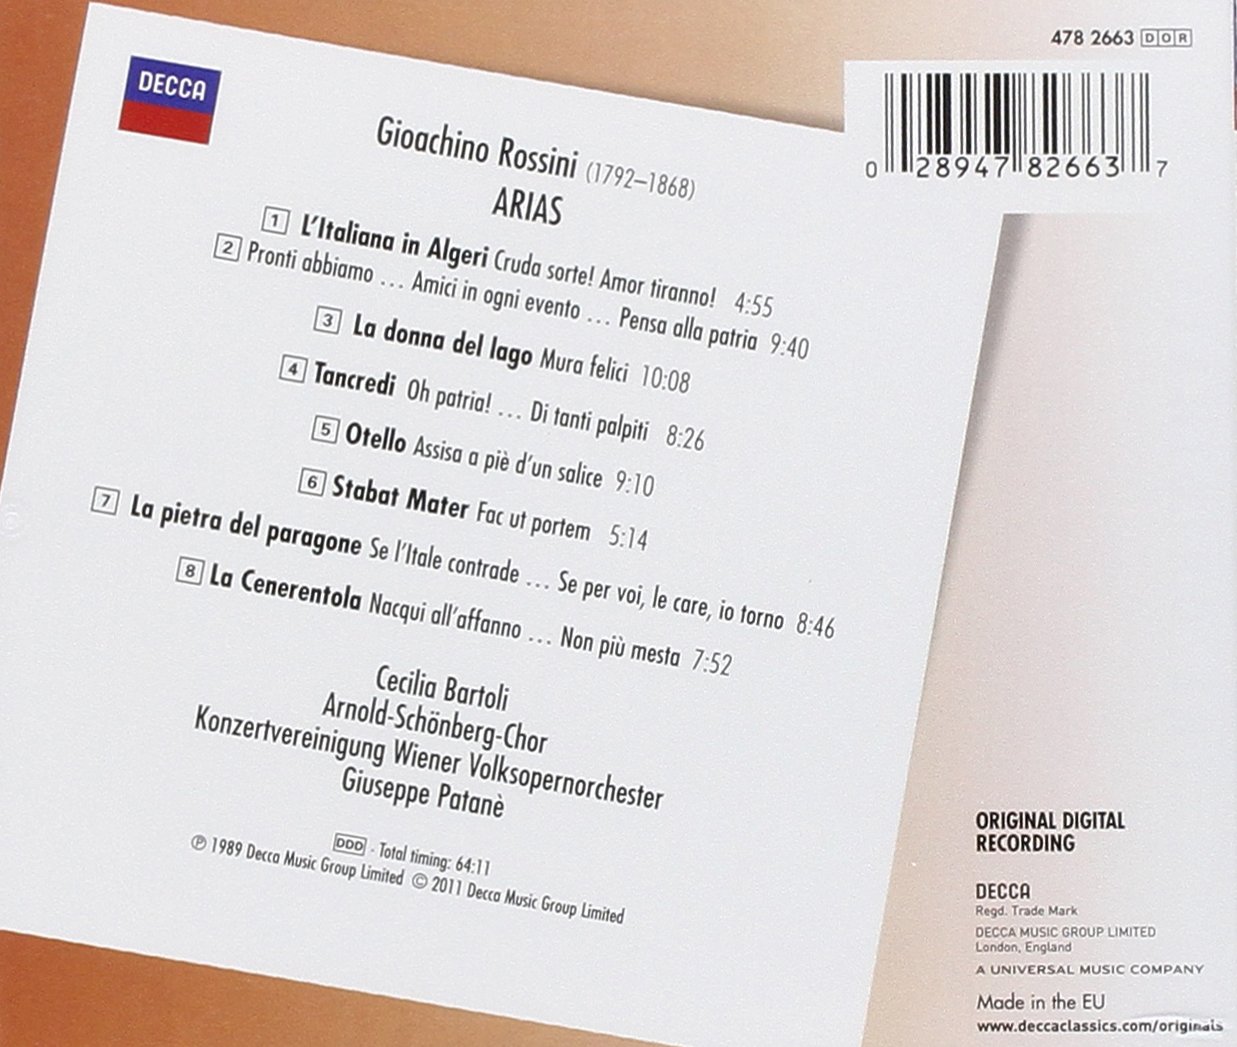 478 2663 DOR
0 28947 82663 7
DECCA
Gioachino Rossini (1792–1868)
ARIAS
1 L'Italiana in Algeri Cruda sorte! Amor tiranno! 4:55
2 Pronti abbiamo ... Amici in ogni evento ... Pensa alla patria 9:40
3 La donna del lago Mura felici 10:08
4 Tancredi Oh patria! ... Di tanti palpiti 8:26
5 Otello Assisa a piè d'un salice 9:10
6 Stabat Mater Fac ut portem 5:14
7 La pietra del paragone Se l'Itale contrade ... Se per voi, le care, io torno 8:46
8 La Cenerentola Nacqui all'affanno ... Non più mesta 7:52
Cecilia Bartoli
Arnold-Schönberg-Chor
Konzertvereinigung Wiener Volksopernorchester
Giuseppe Patanè
DDD · Total timing: 64:11
℗ 1989 Decca Music Group Limited © 2011 Decca Music Group Limited
ORIGINAL DIGITAL
RECORDING
DECCA
Regd. Trade Mark
DECCA MUSIC GROUP LIMITED
London, England
A UNIVERSAL MUSIC COMPANY
Made in the EU
www.deccaclassics.com/originals